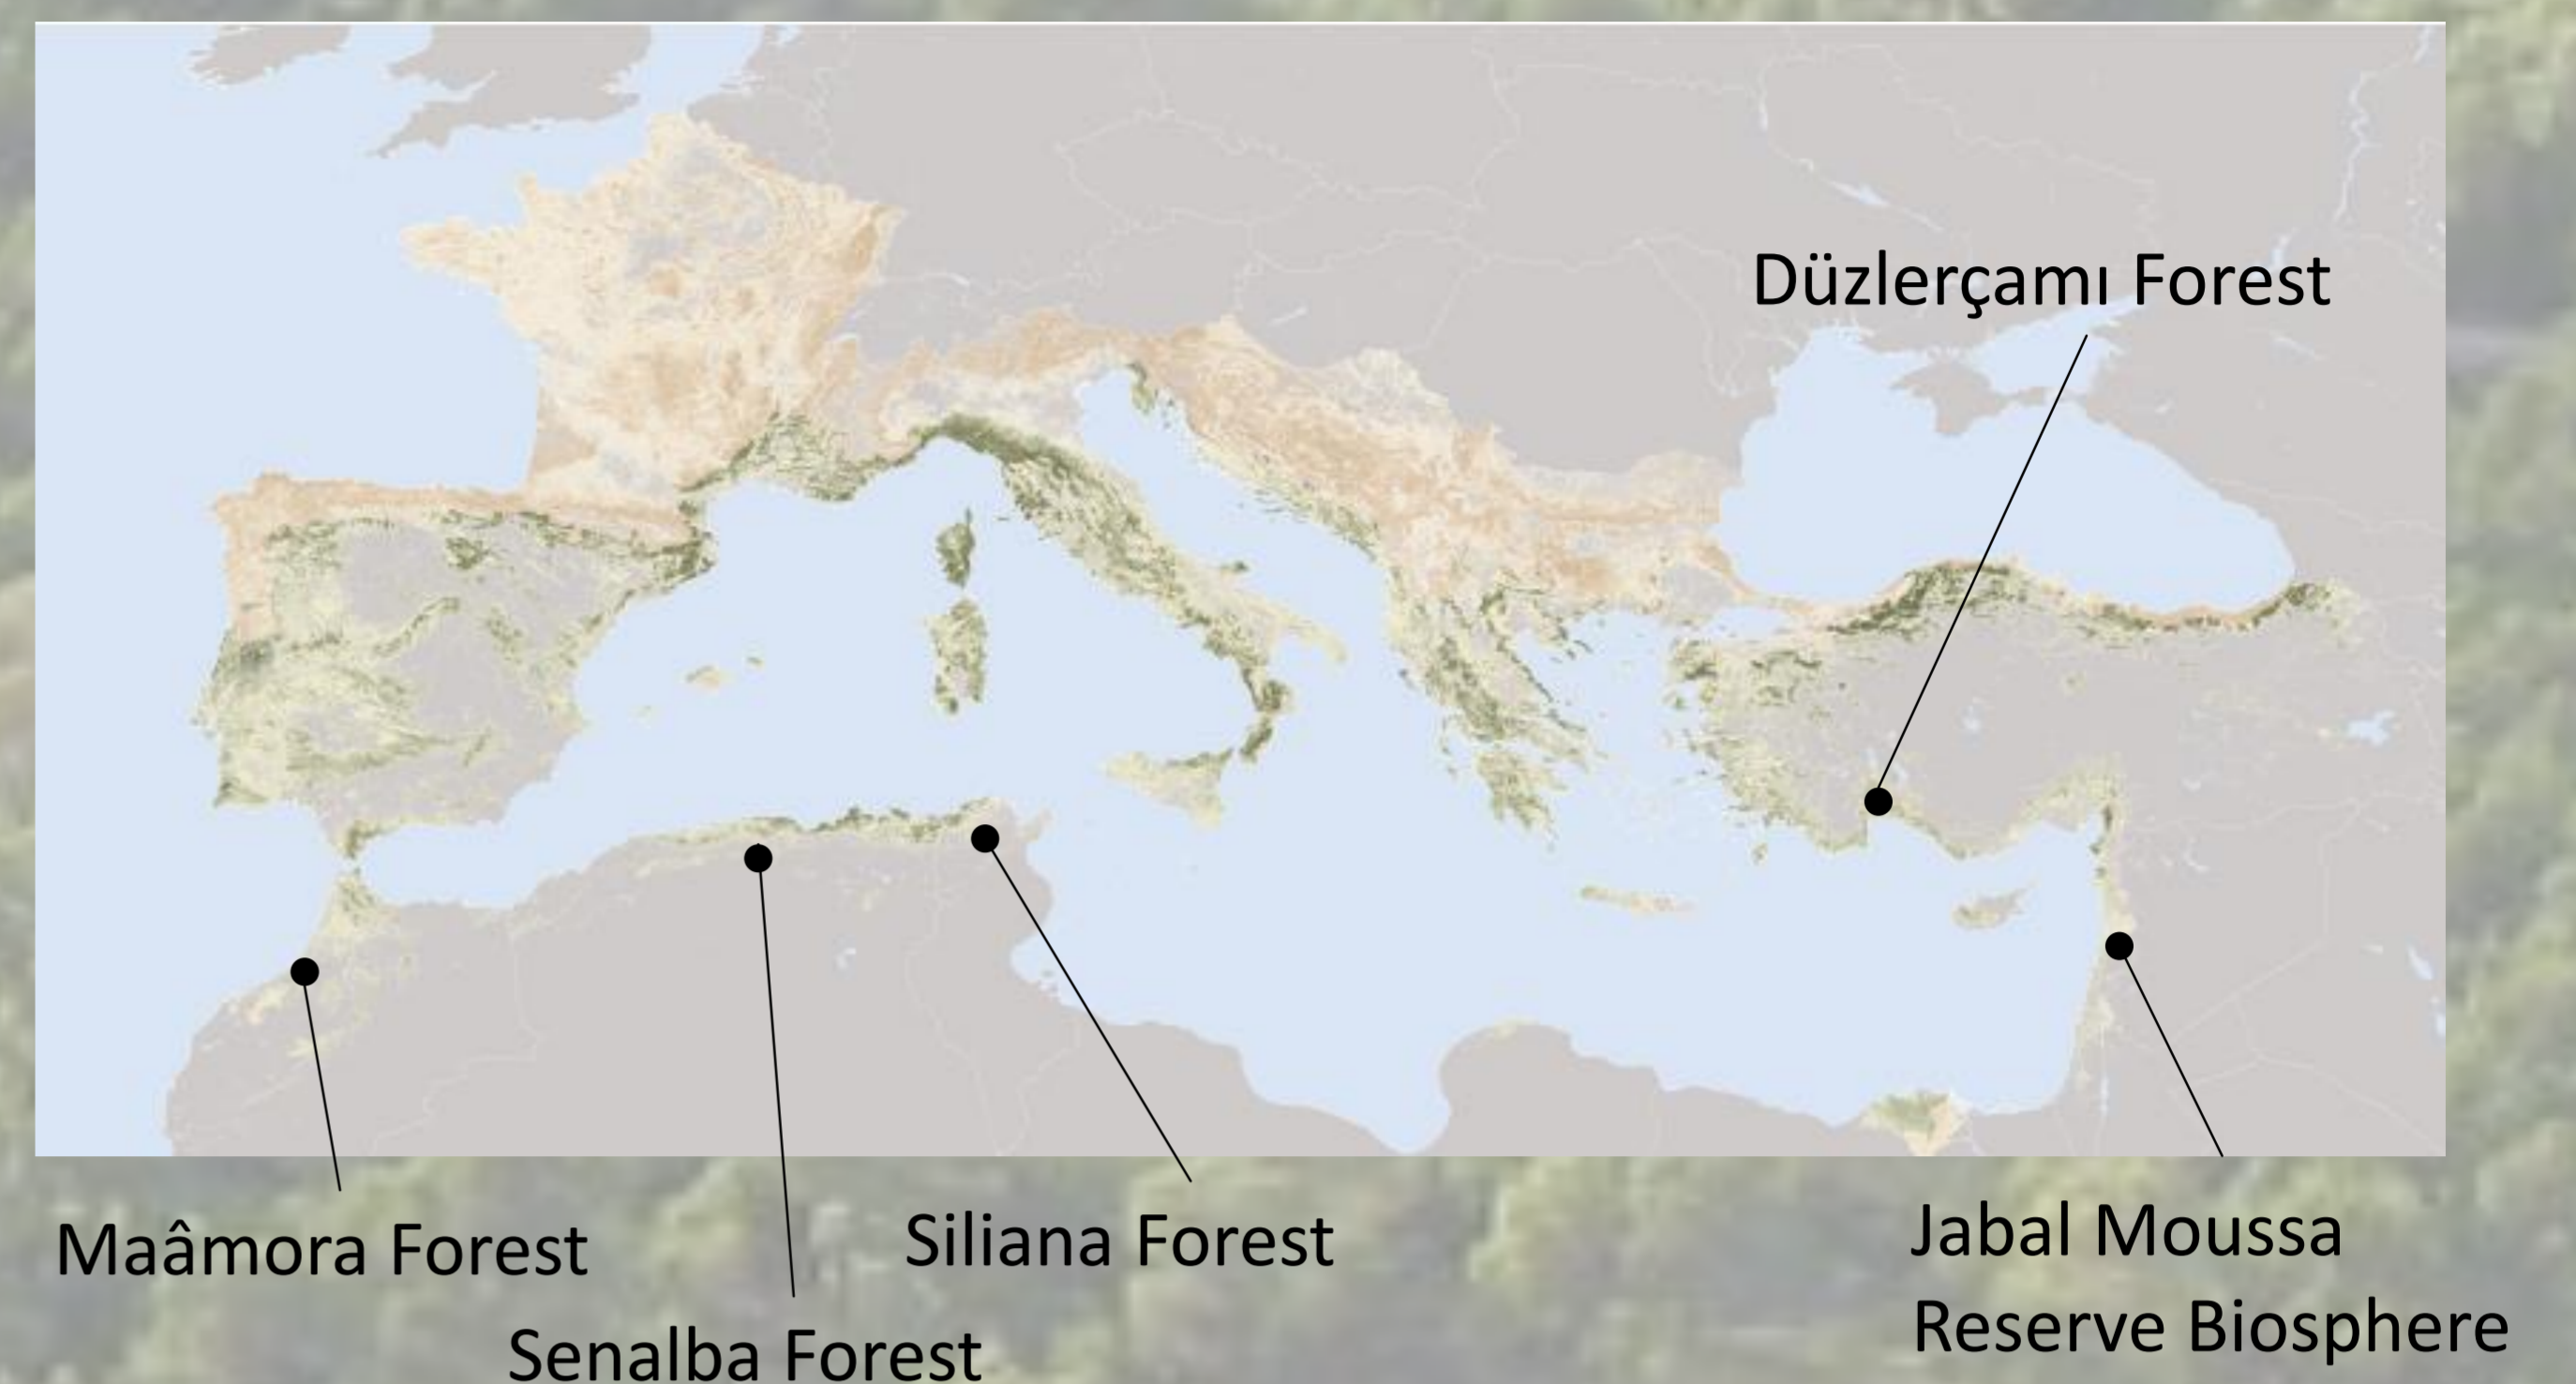 Düzlerçamı Forest
Maâmora Forest
Siliana Forest
Senalba Forest
Jabal Moussa
Reserve Biosphere